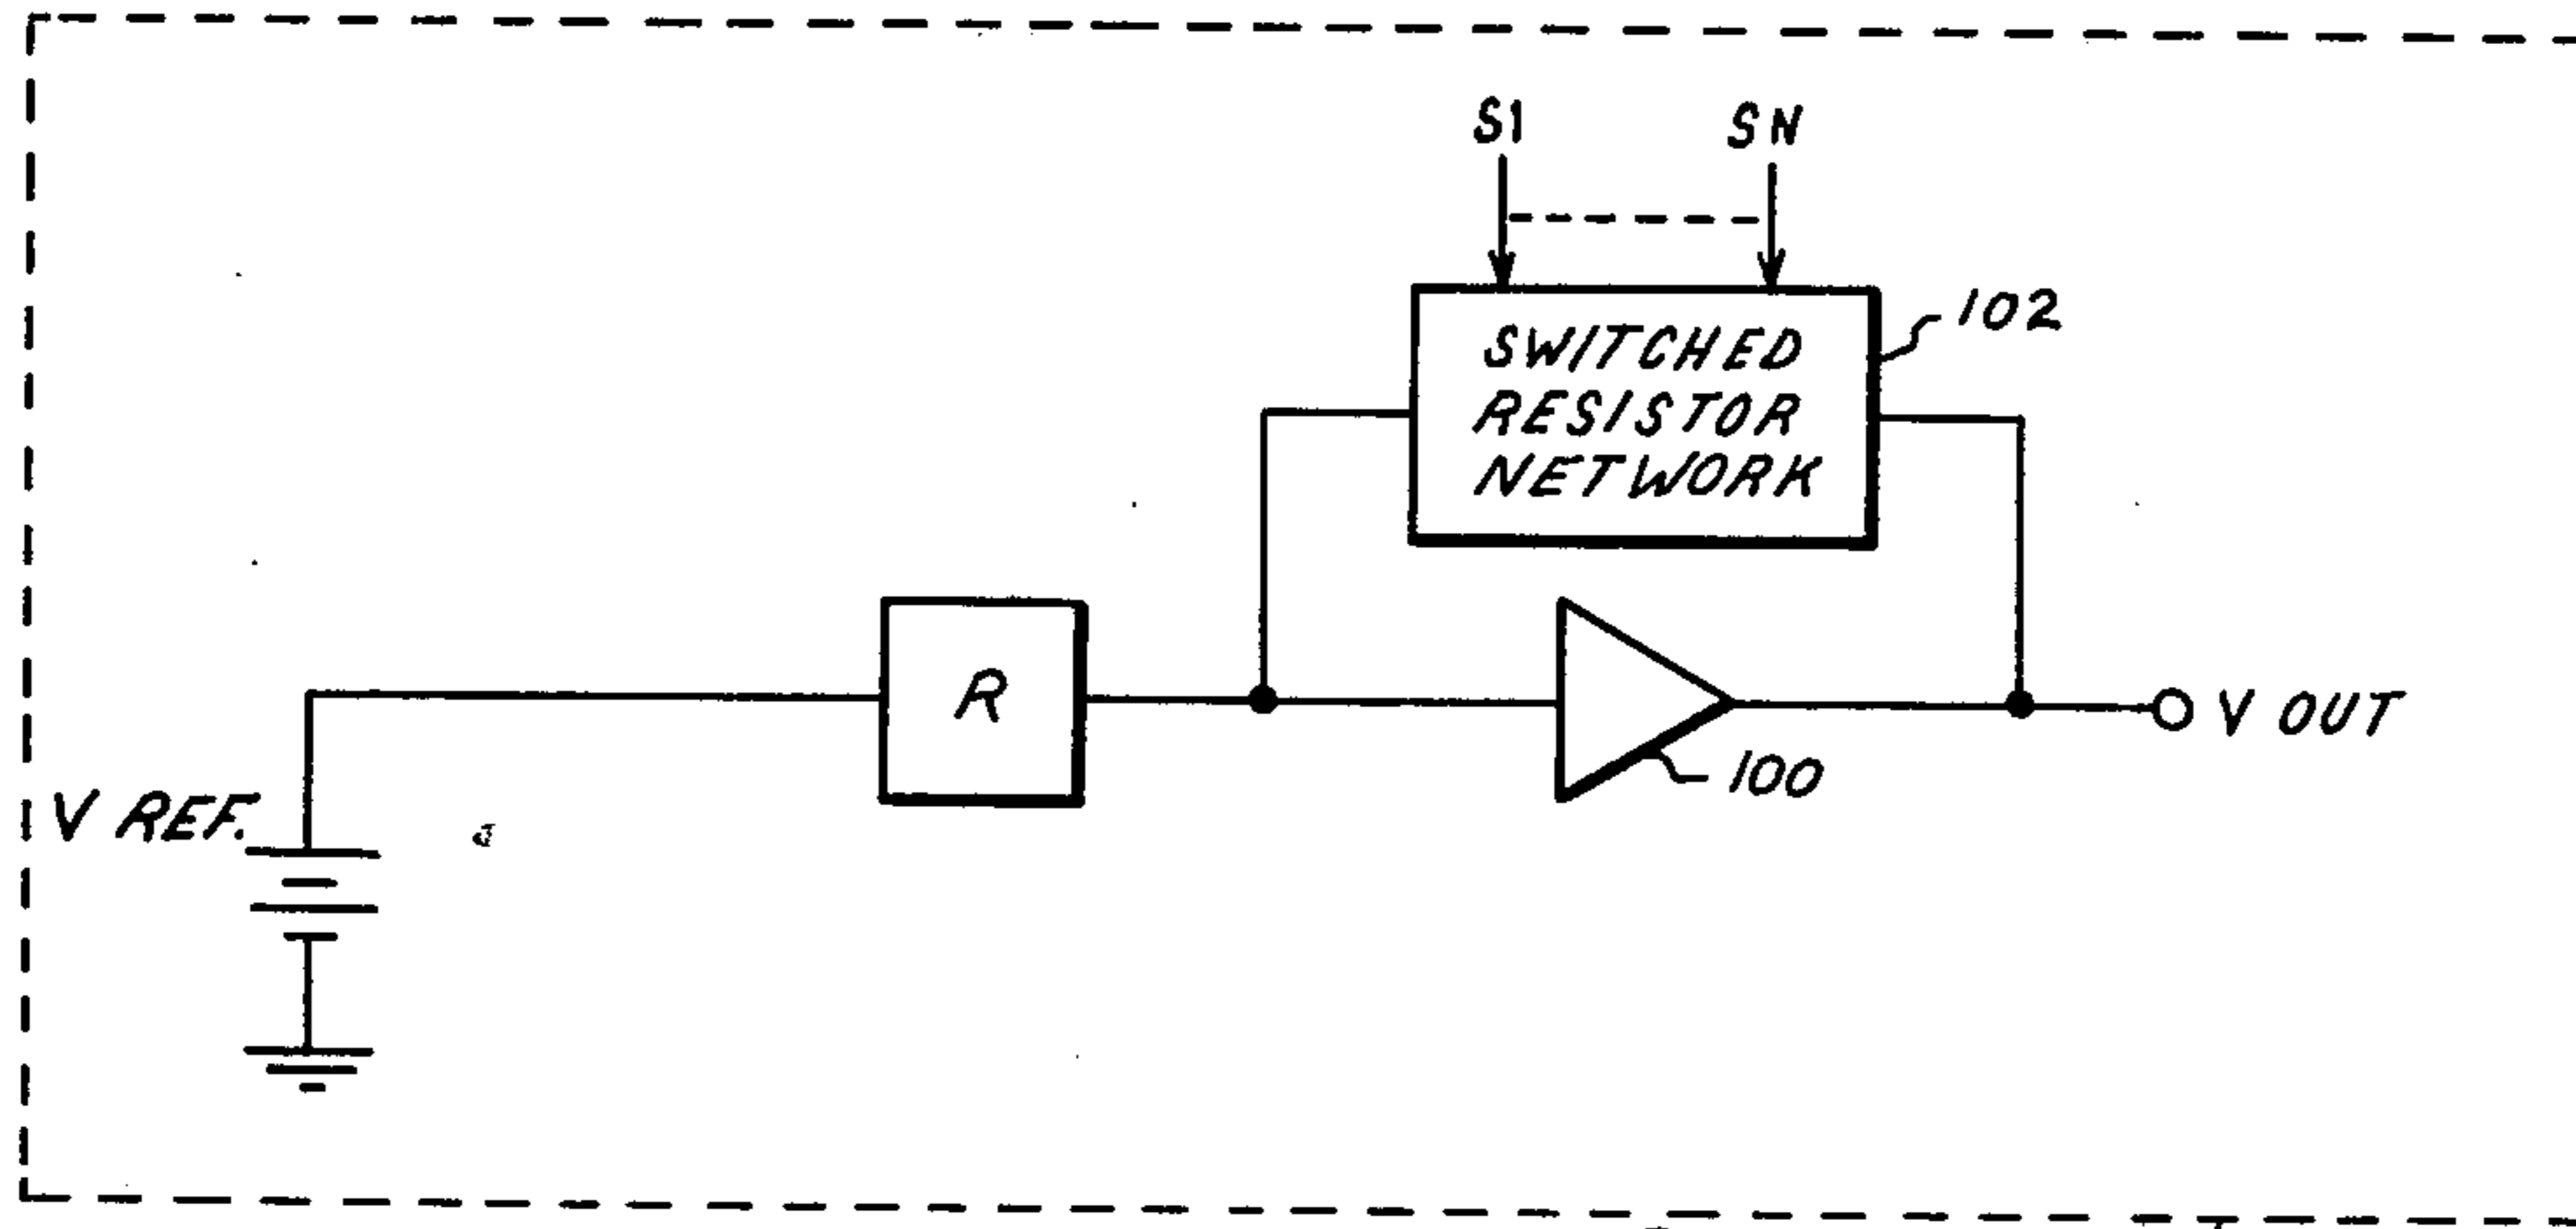 S1 SN
SWITCHED
RESISTOR
NETWORK
102
R
100
V OUT
V REF.